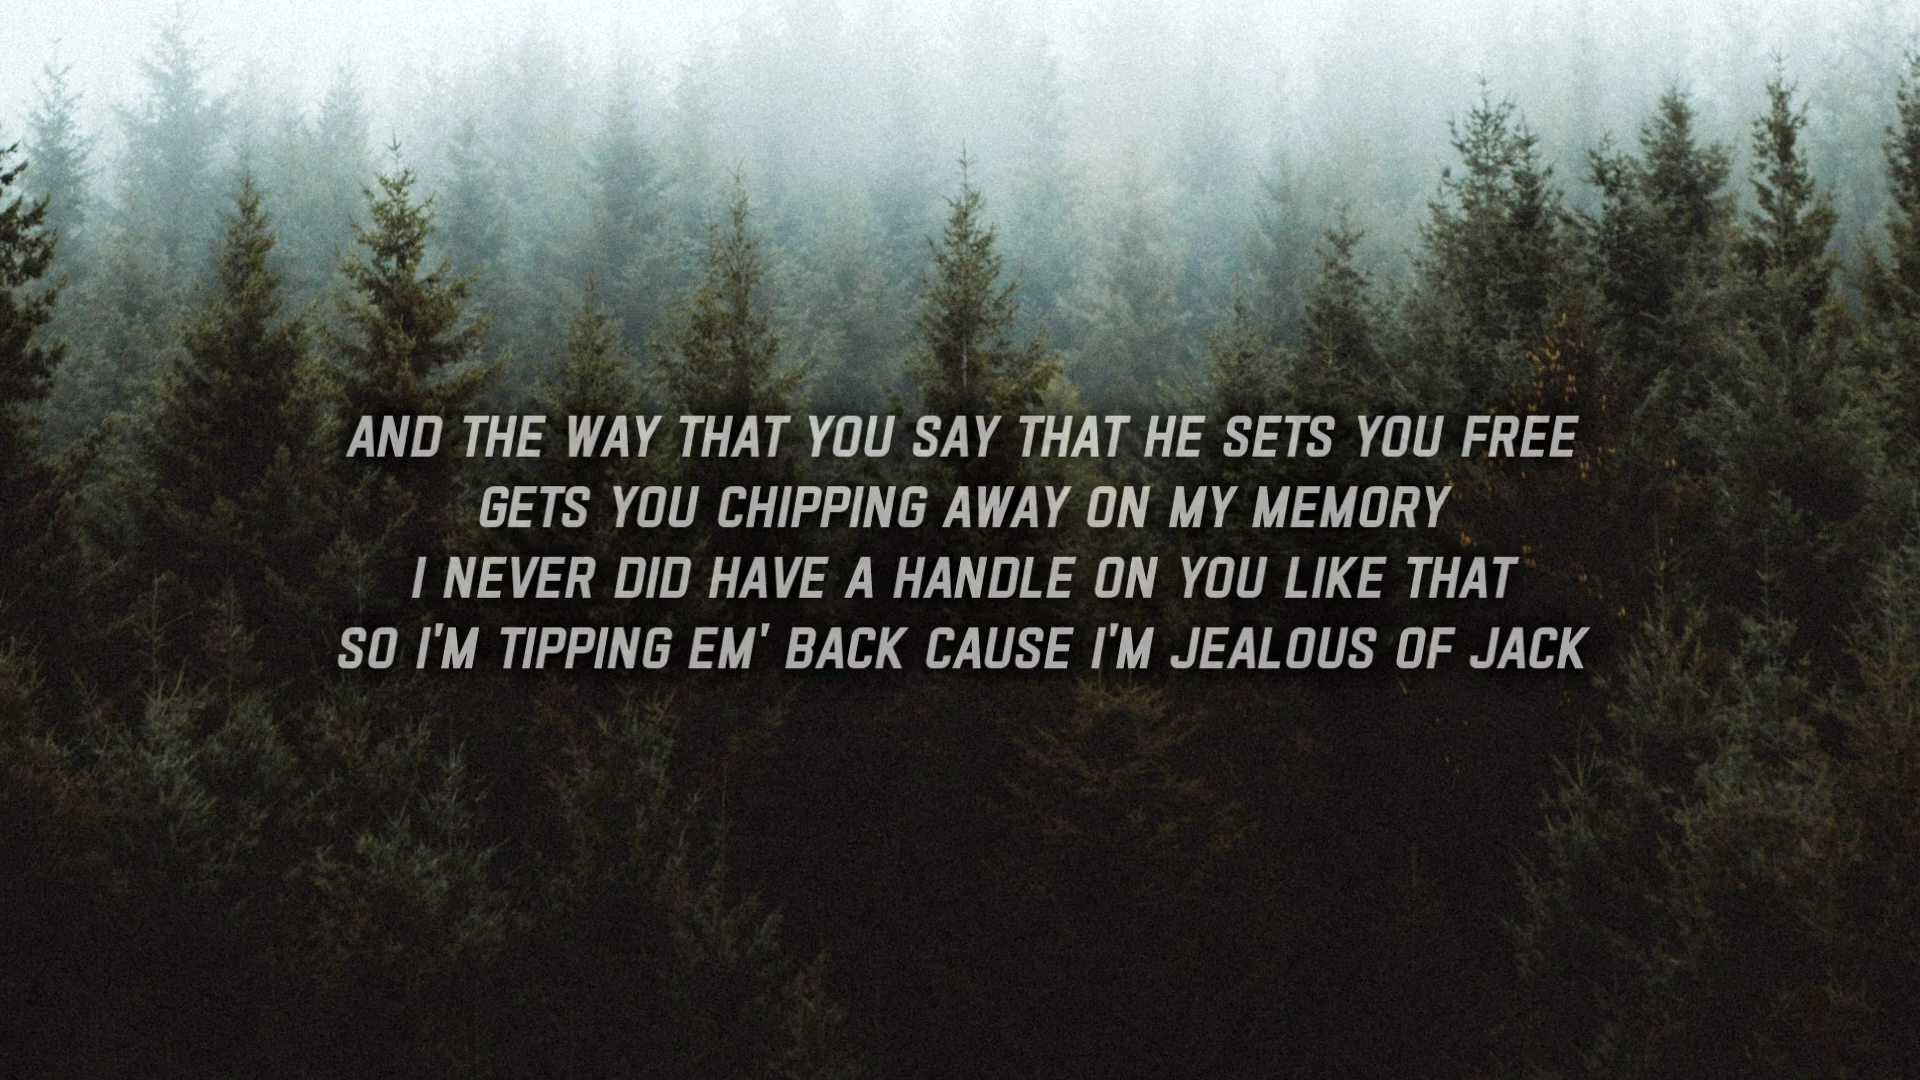 AND THE WAY THAT YOU SAY THAT HE SETS YOU FREE
GETS YOU CHIPPING AWAY ON MY MEMORY
I NEVER DID HAVE A HANDLE ON YOU LIKE THAT
SO I'M TIPPING EM' BACK CAUSE I'M JEALOUS OF JACK